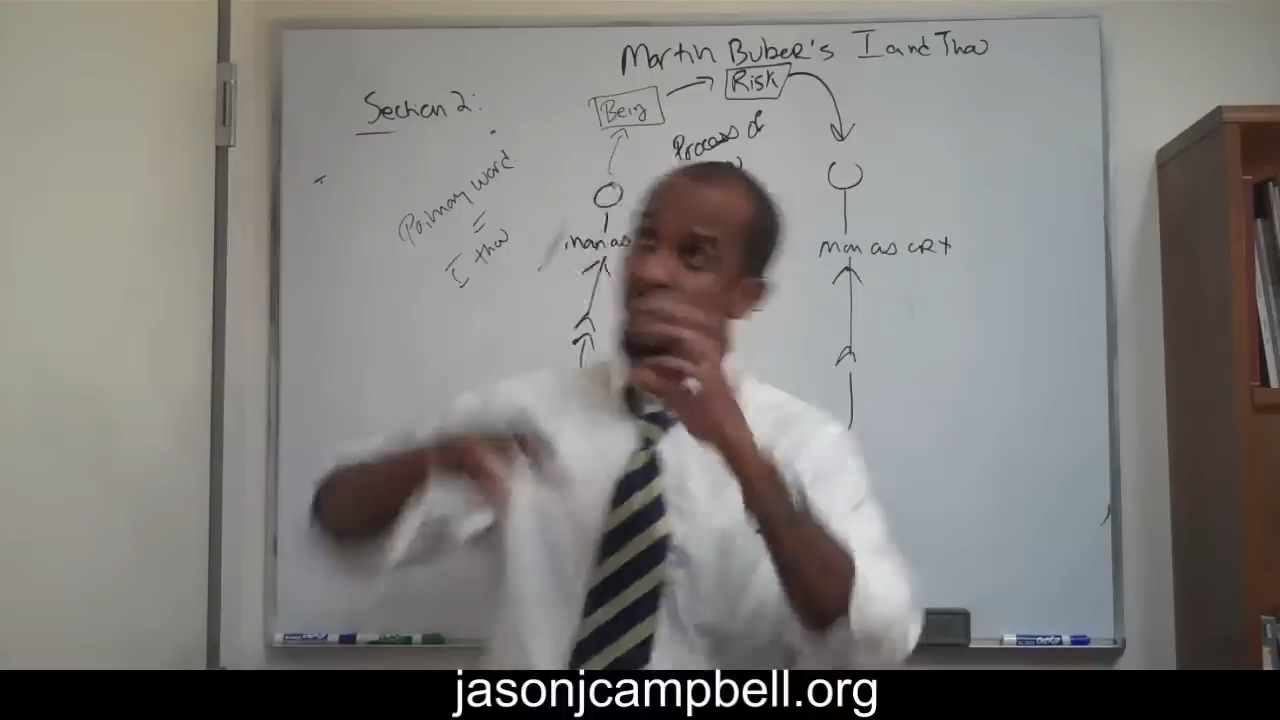 Martin Buber's I and Thou
Risk
Being
Section 2:
Process of
Primary word
=
I thou
man as
man as art
jasonjcampbell.org